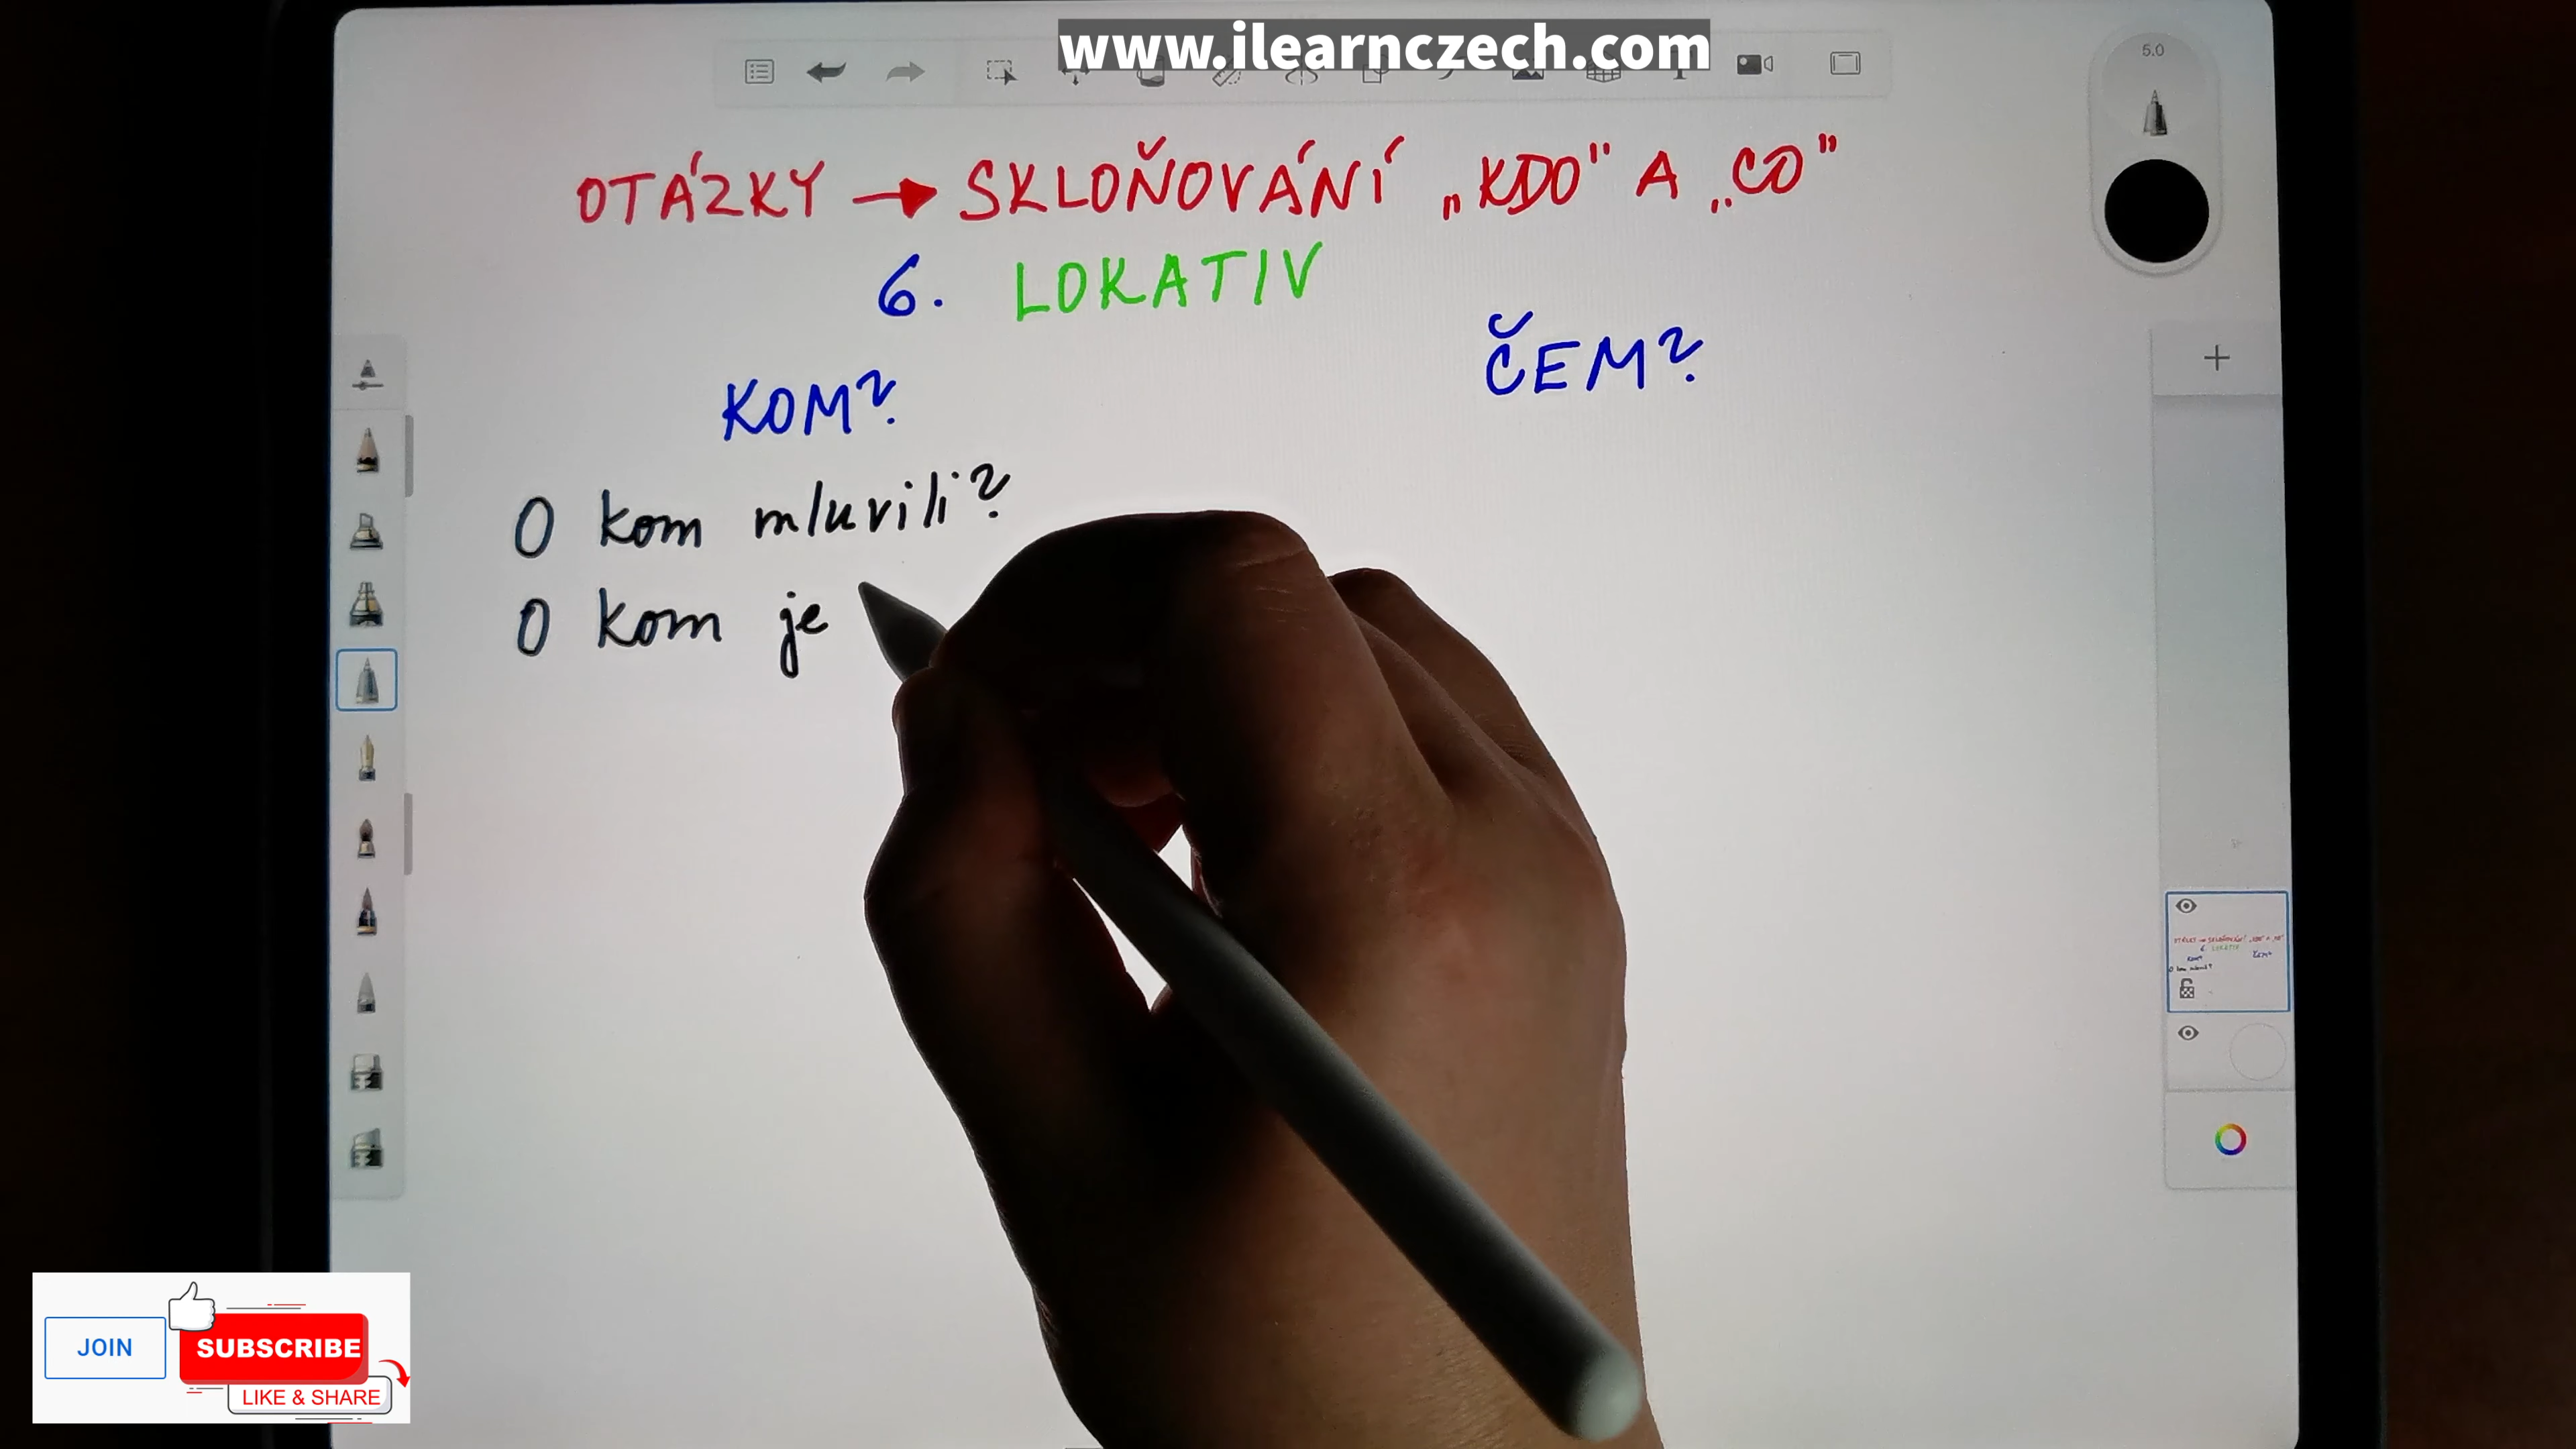 www.ilearnczech.com
5.0
OTÁZKY → SKLOŇOVÁNÍ „KDO" A „CO"
6. LOKATIV
KOM?
ČEM?
O kom mluvili?
O kom je
JOIN
SUBSCRIBE
LIKE & SHARE